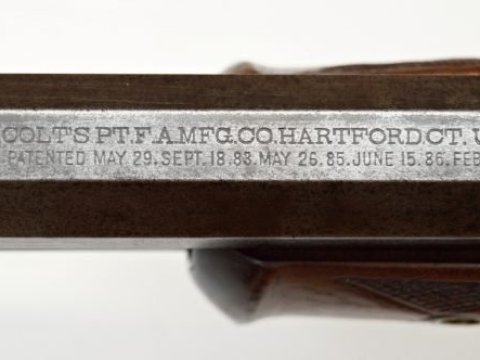 COLT'S PT. F. A. MFG. CO. HARTFORD CT. U
PATENTED MAY 29. SEPT. 18. 83. MAY 26. 85. JUNE 15. 86. FEB